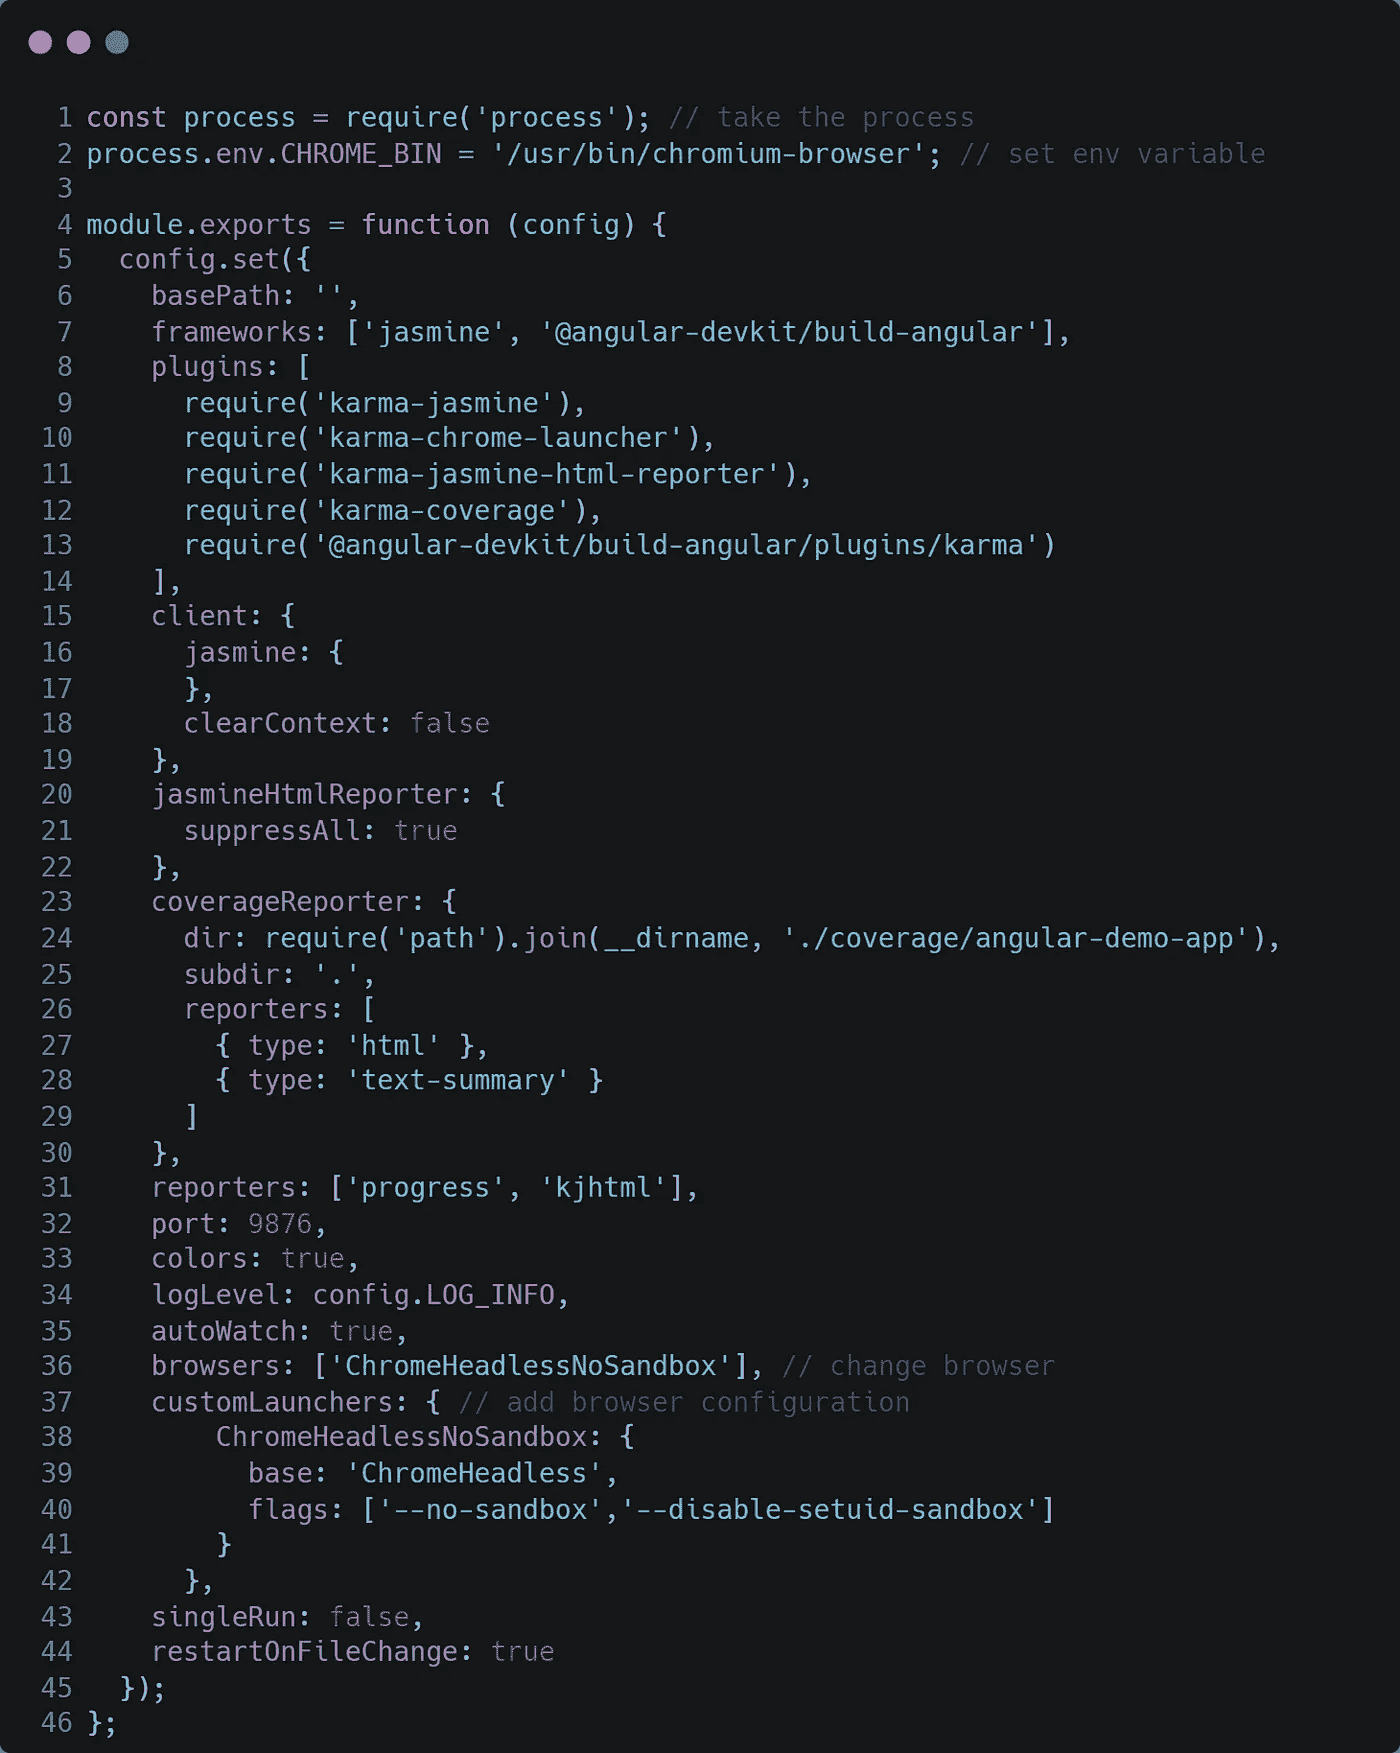 1 const process = require('process'); // take the process
2 process.env.CHROME_BIN = '/usr/bin/chromium-browser'; // set env variable
3
4 module.exports = function (config) {
5   config.set({
6     basePath: '',
7     frameworks: ['jasmine', '@angular-devkit/build-angular'],
8     plugins: [
9       require('karma-jasmine'),
10       require('karma-chrome-launcher'),
11       require('karma-jasmine-html-reporter'),
12       require('karma-coverage'),
13       require('@angular-devkit/build-angular/plugins/karma')
14     ],
15     client: {
16       jasmine: {
17       },
18       clearContext: false
19     },
20     jasmineHtmlReporter: {
21       suppressAll: true
22     },
23     coverageReporter: {
24       dir: require('path').join(__dirname, './coverage/angular-demo-app'),
25       subdir: '.',
26       reporters: [
27         { type: 'html' },
28         { type: 'text-summary' }
29       ]
30     },
31     reporters: ['progress', 'kjhtml'],
32     port: 9876,
33     colors: true,
34     logLevel: config.LOG_INFO,
35     autoWatch: true,
36     browsers: ['ChromeHeadlessNoSandbox'], // change browser
37     customLaunchers: { // add browser configuration
38         ChromeHeadlessNoSandbox: {
39           base: 'ChromeHeadless',
40           flags: ['--no-sandbox','--disable-setuid-sandbox']
41         }
42       },
43     singleRun: false,
44     restartOnFileChange: true
45   });
46 };